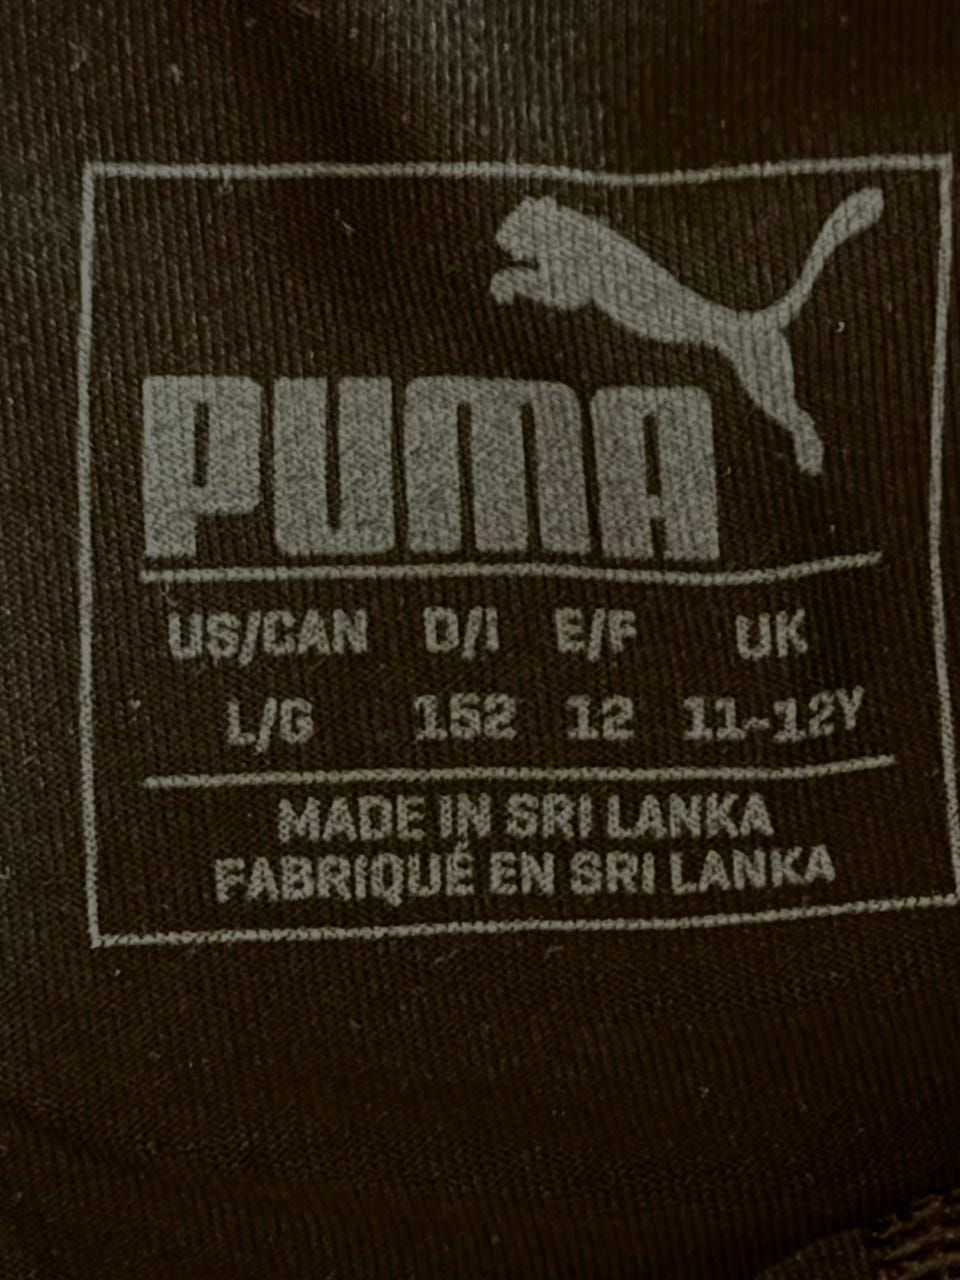 PUMA
US/CAN D/I E/F UK
L/G 152 12 11-12Y
MADE IN SRI LANKA
FABRIQUÉ EN SRI LANKA